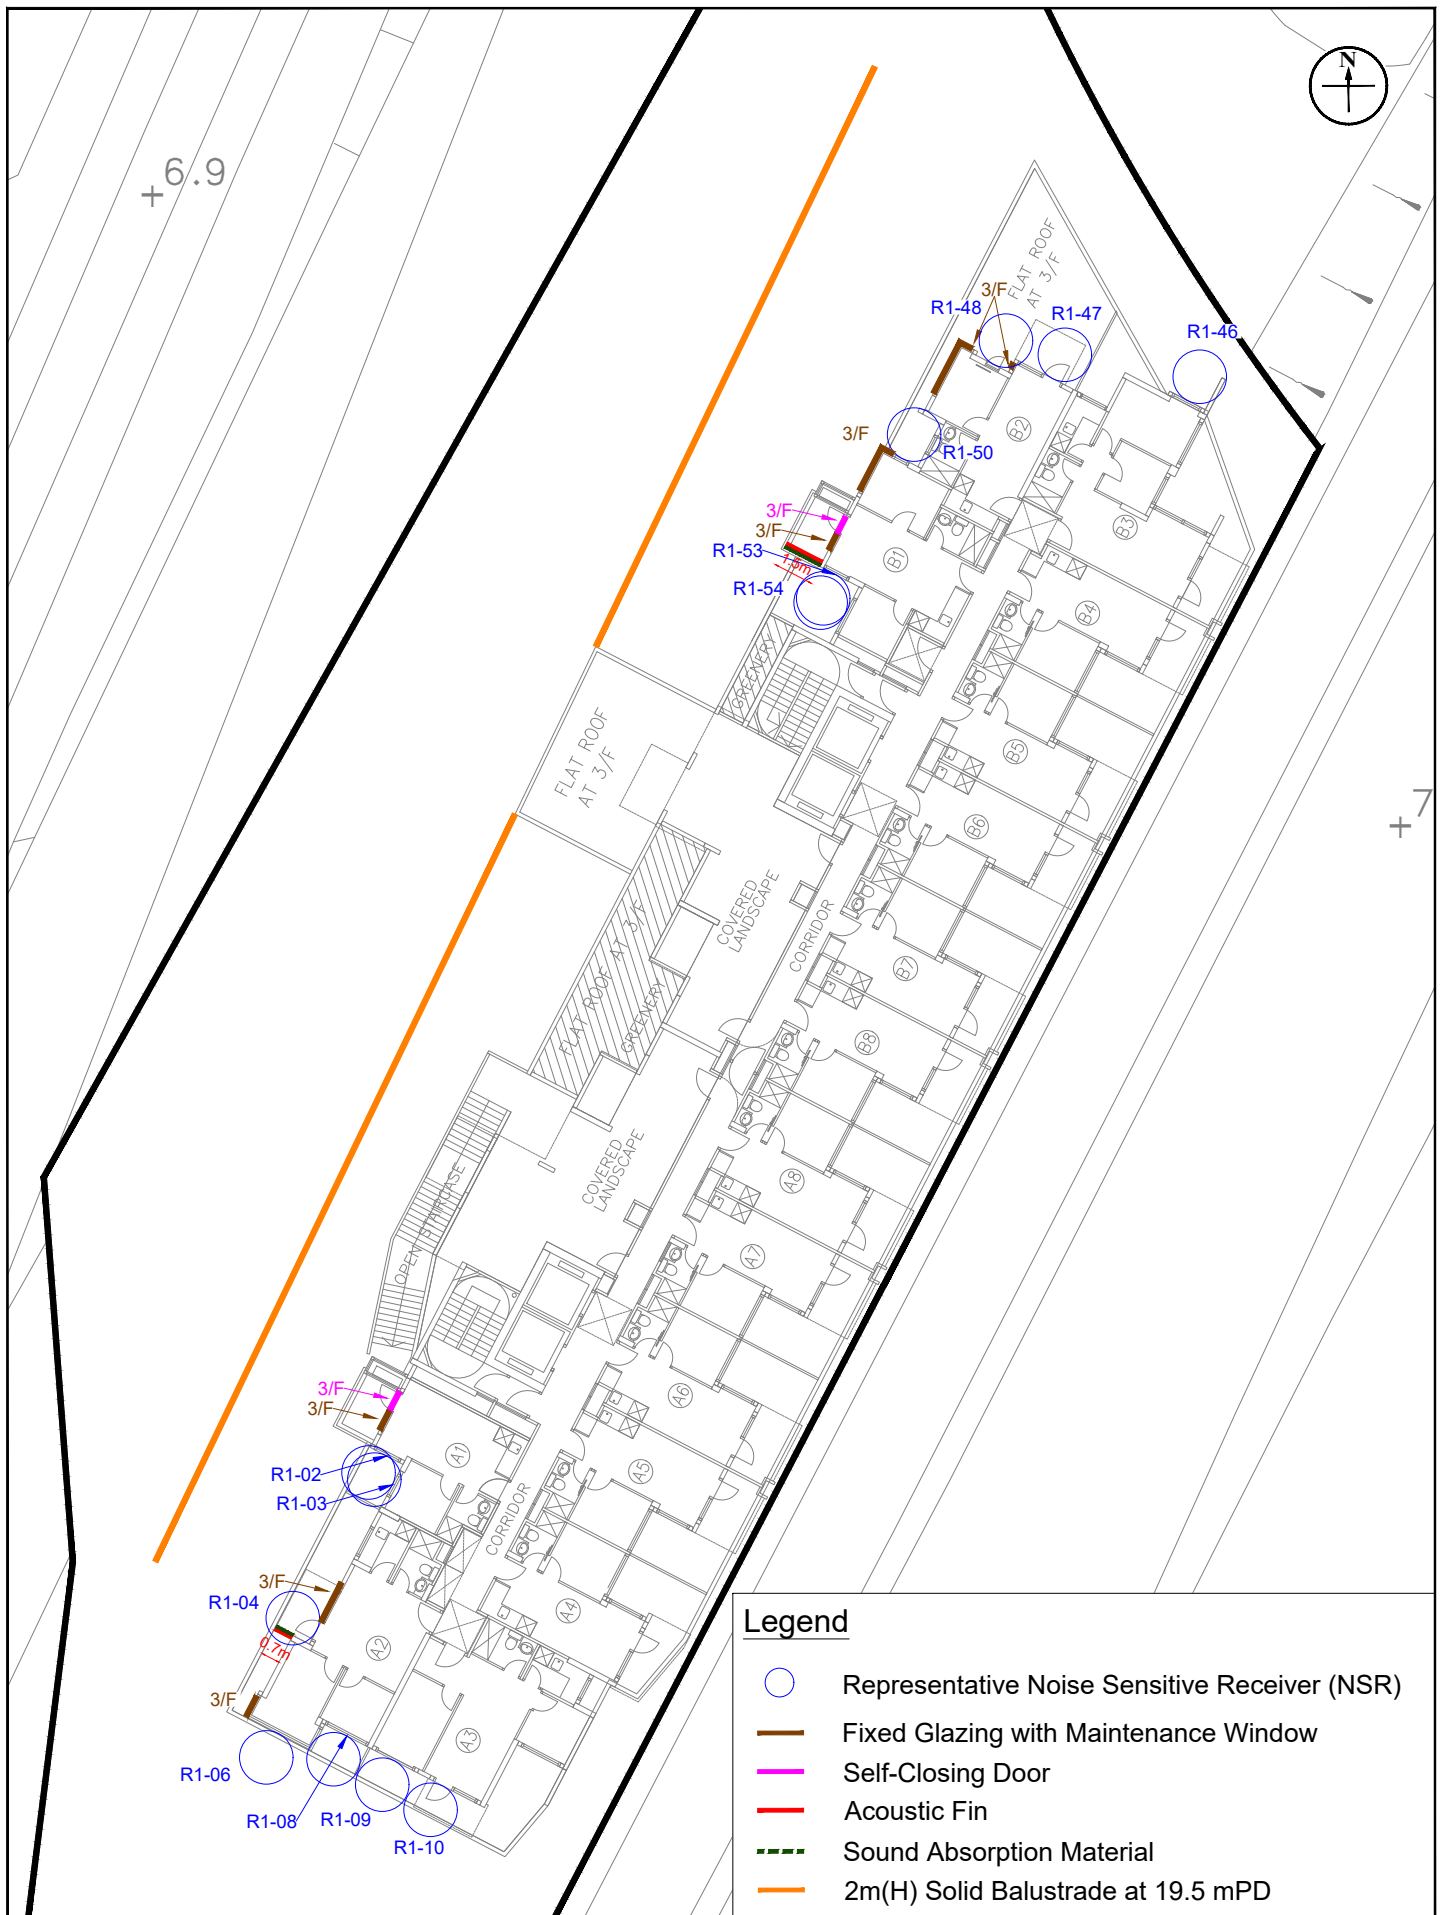 N
6.9
FLAT ROOF
AT 3/F
3/F
R1-48
R1-47
R1-46
3/F
R1-50
B2
B3
3/F
3/F
R1-53
1.5m
R1-54
B1
B4
GREENERY
FLAT ROOF
AT 3/F
B5
7
B6
COVERED
LANDSCAPE
CORRIDOR
FLAT ROOF AT 3/F
GREENERY
B7
B8
COVERED
LANDSCAPE
A8
OPEN STAIRCASE
A7
3/F
3/F
A6
A1
R1-02
R1-03
A5
CORRIDOR
3/F
R1-04
0.7m
A4
A2
3/F
A3
R1-06
R1-08
R1-09
R1-10
Legend
Representative Noise Sensitive Receiver (NSR)
Fixed Glazing with Maintenance Window
Self-Closing Door
Acoustic Fin
Sound Absorption Material
2m(H) Solid Balustrade at 19.5 mPD